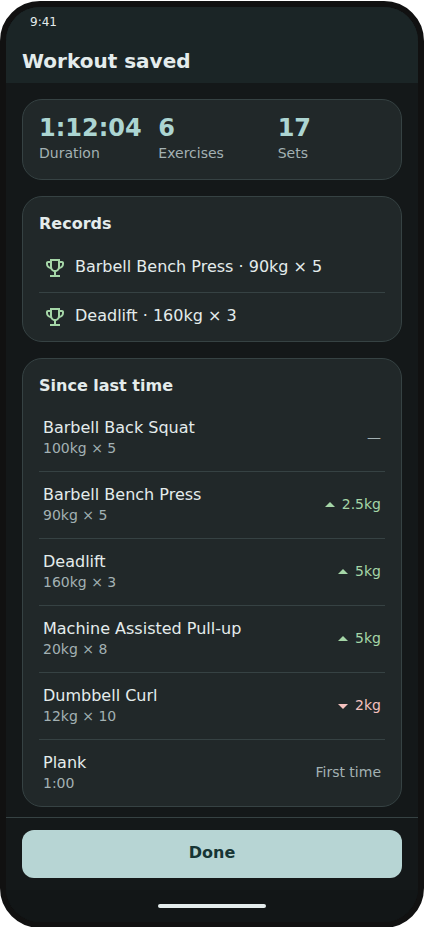 9:41
Workout saved
1:12:04 6 17
Duration Exercises Sets
Records
Barbell Bench Press · 90kg × 5
Deadlift · 160kg × 3
Since last time
Barbell Back Squat
100kg × 5
—
Barbell Bench Press
90kg × 5
2.5kg
Deadlift
160kg × 3
5kg
Machine Assisted Pull-up
20kg × 8
5kg
Dumbbell Curl
12kg × 10
2kg
Plank
1:00
First time
Done